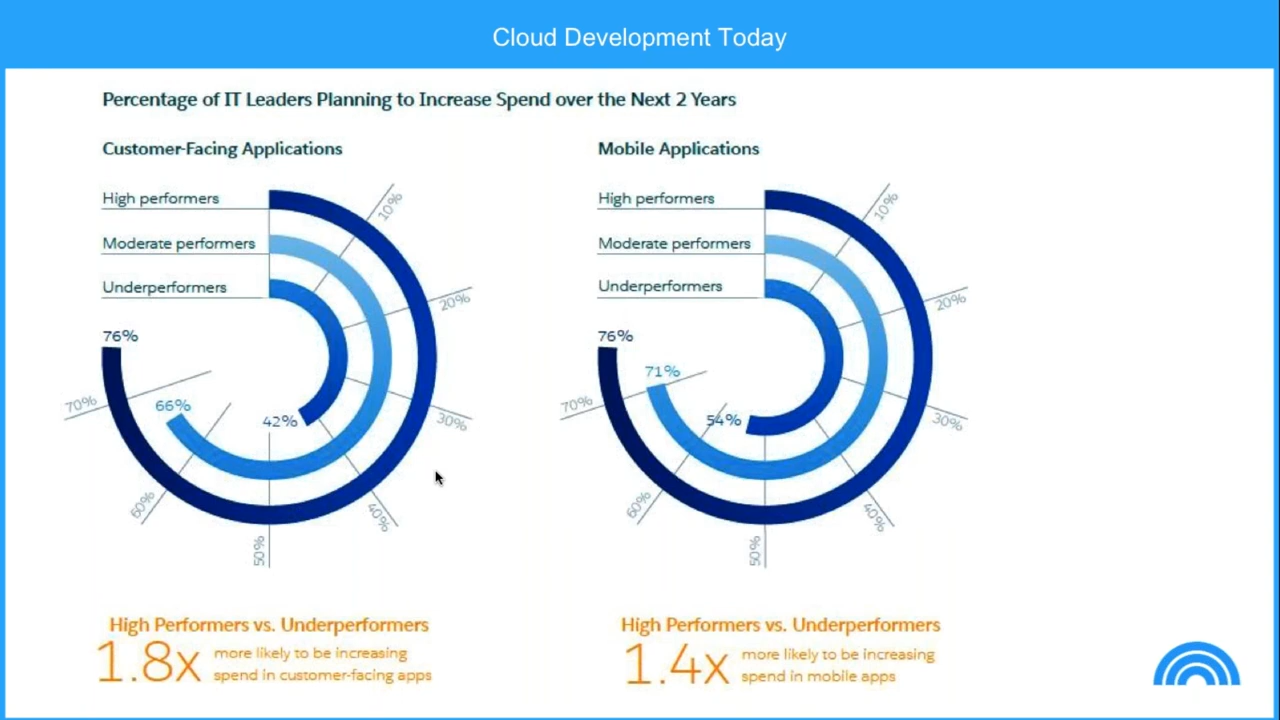 Cloud Development Today
Percentage of IT Leaders Planning to Increase Spend over the Next 2 Years
Customer-Facing Applications
High performers
Moderate performers
Underperformers
76%
66%
42%
10%
20%
30%
40%
50%
60%
70%
High Performers vs. Underperformers
1.8x
more likely to be increasing
spend in customer-facing apps
Mobile Applications
High performers
Moderate performers
Underperformers
76%
71%
54%
10%
20%
30%
40%
50%
60%
70%
High Performers vs. Underperformers
1.4x
more likely to be increasing
spend in mobile apps